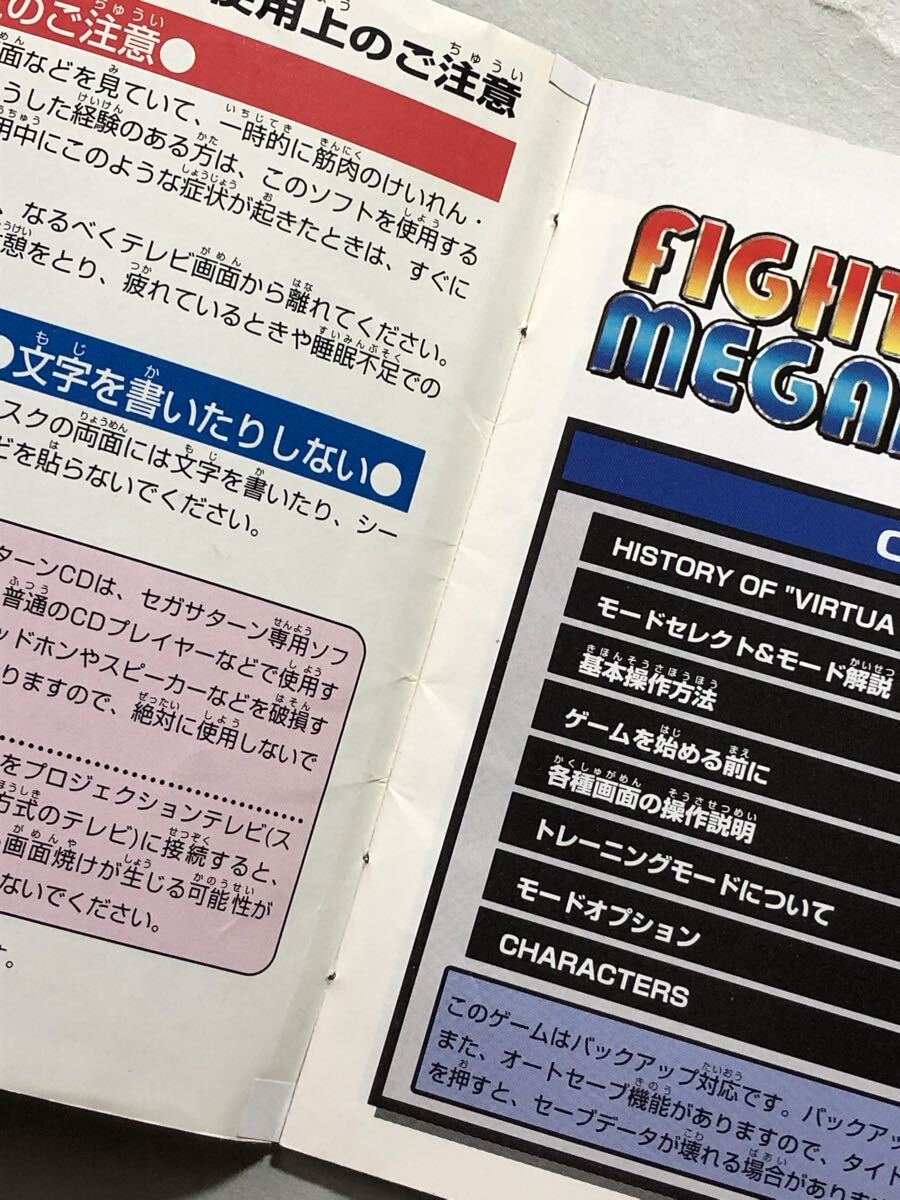 使用上のご注意
のご注意●
画面などを見ていて、一時的に筋肉のけいれん・
うした経験のある方は、このソフトを使用する
用中にこのような症状が起きたときは、すぐに
、なるべくテレビ画面から離れてください。
憩をとり、疲れているときや睡眠不足での
●文字を書いたりしない●
スクの両面には文字を書いたり、シー
どを貼らないでください。
ターンCDは、セガサターン専用ソフ
普通のCDプレイヤーなどで使用す
ッドホンやスピーカーなどを破損す
りますので、絶対に使用しないで
をプロジェクションテレビ(ス
方式のテレビ)に接続すると、
画面焼けが生じる可能性が
ないでください。
す。
FIGHT
MEGA
C
HISTORY OF "VIRTUA
モードセレクト&モード解説
基本操作方法
ゲームを始める前に
各種画面の操作説明
トレーニングモードについて
モードオプション
CHARACTERS
このゲームはバックアップ対応です。バックアッ
また、オートセーブ機能がありますので、タイト
を押すと、セーブデータが壊れる場合がありま